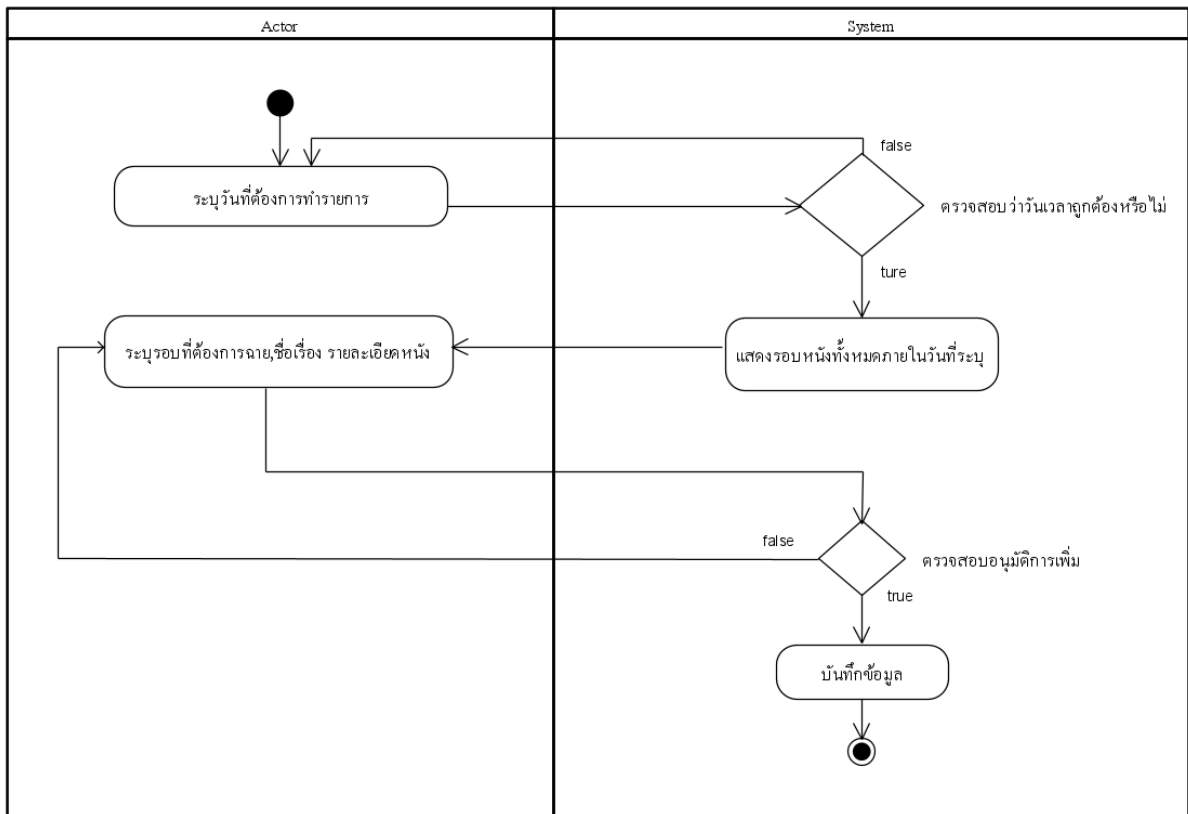 Actor
System
false
ระบุวันที่ต้องการทำรายการ
ตรวจสอบว่าวันเวลาถูกต้องหรือไม่
ture
ระบุรอบที่ต้องการฉาย,ชื่อเรื่อง รายละเอียดหนัง
แสดงรอบหนังทั้งหมดภายในวันที่ระบุ
false
ตรวจสอบอนุมัติการเพิ่ม
true
บันทึกข้อมูล